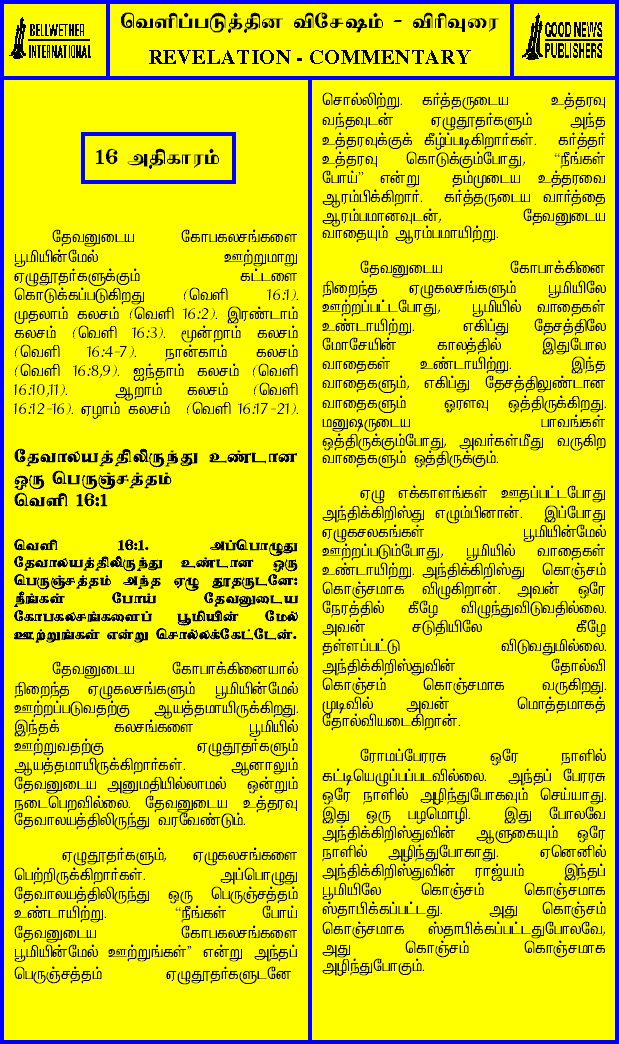 BELLWETHER
INTERNATIONAL
வெளிப்படுத்தின விசேஷம் - விரிவுரை
REVELATION - COMMENTARY
GOOD NEWS
PUBLISHERS
16 அதிகாரம்
தேவனுடைய கோபகலசங்களை
பூமியின்மேல் ஊற்றுமாறு
ஏழுதூதர்களுக்கும் கட்டளை
கொடுக்கப்படுகிறது (வெளி 16:1).
முதலாம் கலசம் (வெளி 16:2). இரண்டாம்
கலசம் (வெளி 16:3). மூன்றாம் கலசம்
(வெளி 16:4-7). நான்காம் கலசம்
(வெளி 16:8,9). ஐந்தாம் கலசம் (வெளி
16:10,11). ஆறாம் கலசம் (வெளி
16:12-16). ஏழாம் கலசம் (வெளி 16:17-21).
தேவாலயத்திலிருந்து உண்டான
ஒரு பெருஞ்சத்தம்
வெளி 16:1
வெளி 16:1. அப்பொழுது
தேவாலயத்திலிருந்து உண்டான ஒரு
பெருஞ்சத்தம் அந்த ஏழு தூதருடனே:
நீங்கள் போய் தேவனுடைய
கோபகலசங்களைப் பூமியின் மேல்
ஊற்றுங்கள் என்று சொல்லக்கேட்டேன்.
தேவனுடைய கோபாக்கினையால்
நிறைந்த ஏழுகலசங்களும் பூமியின்மேல்
ஊற்றப்படுவதற்கு ஆயத்தமாயிருக்கிறது.
இந்தக் கலசங்களை பூமியில்
ஊற்றுவதற்கு ஏழுதூதர்களும்
ஆயத்தமாயிருக்கிறார்கள். ஆனாலும்
தேவனுடைய அனுமதியில்லாமல் ஒன்றும்
நடைபெறவில்லை. தேவனுடைய உத்தரவு
தேவாலயத்திலிருந்து வரவேண்டும்.
ஏழுதூதர்களும், ஏழுகலசங்களை
பெற்றிருக்கிறார்கள். அப்பொழுது
தேவாலயத்திலிருந்து ஒரு பெருஞ்சத்தம்
உண்டாயிற்று. “நீங்கள் போய்
தேவனுடைய கோபகலசங்களை
பூமியின்மேல் ஊற்றுங்கள்” என்று அந்தப்
பெருஞ்சத்தம் ஏழுதூதர்களுடனே
சொல்லிற்று. கர்த்தருடைய உத்தரவு
வந்தவுடன் ஏழுதூதர்களும் அந்த
உத்தரவுக்குக் கீழ்ப்படிகிறார்கள். கர்த்தர்
உத்தரவு கொடுக்கும்போது, “நீங்கள்
போய்” என்று தம்முடைய உத்தரவை
ஆரம்பிக்கிறார். கர்த்தருடைய வார்த்தை
ஆரம்பமானவுடன், தேவனுடைய
வாதையும் ஆரம்பமாயிற்று.
தேவனுடைய கோபாக்கினை
நிறைந்த ஏழுகலசங்களும் பூமியிலே
ஊற்றப்பட்டபோது, பூமியில் வாதைகள்
உண்டாயிற்று. எகிப்து தேசத்திலே
மோசேயின் காலத்தில் இதுபோல
வாதைகள் உண்டாயிற்று. இந்த
வாதைகளும், எகிப்து தேசத்திலுண்டான
வாதைகளும் ஓரளவு ஒத்திருக்கிறது.
மனுஷருடைய பாவங்கள்
ஒத்திருக்கும்போது, அவர்கள்மீது வருகிற
வாதைகளும் ஒத்திருக்கும்.
ஏழு எக்காளங்கள் ஊதப்பட்டபோது
அந்திக்கிறிஸ்து எழும்பினான். இப்போது
ஏழுகசலகங்கள் பூமியின்மேல்
ஊற்றப்படும்போது, பூமியில் வாதைகள்
உண்டாயிற்று. அந்திக்கிறிஸ்து கொஞ்சம்
கொஞ்சமாக விழுகிறான். அவன் ஒரே
நேரத்தில் கீழே விழுந்துவிடுவதில்லை.
அவன் சடுதியிலே கீழே
தள்ளப்பட்டு விடுவதுமில்லை.
அந்திக்கிறிஸ்துவின் தோல்வி
கொஞ்சம் கொஞ்சமாக வருகிறது.
முடிவில் அவன் மொத்தமாகத்
தோல்வியடைகிறான்.
ரோமப்பேரரசு ஒரே நாளில்
கட்டியெழுப்பப்படவில்லை. அந்தப் பேரரசு
ஒரே நாளில் அழிந்துபோகவும் செய்யாது.
இது ஒரு பழமொழி. இது போலவே
அந்திக்கிறிஸ்துவின் ஆளுகையும் ஒரே
நாளில் அழிந்துபோகாது. ஏனெனில்
அந்திக்கிறிஸ்துவின் ராஜ்யம் இந்தப்
பூமியிலே கொஞ்சம் கொஞ்சமாக
ஸ்தாபிக்கப்பட்டது. அது கொஞ்சம்
கொஞ்சமாக ஸ்தாபிக்கப்பட்டதுபோலவே,
அது கொஞ்சம் கொஞ்சமாக
அழிந்துபோகும்.